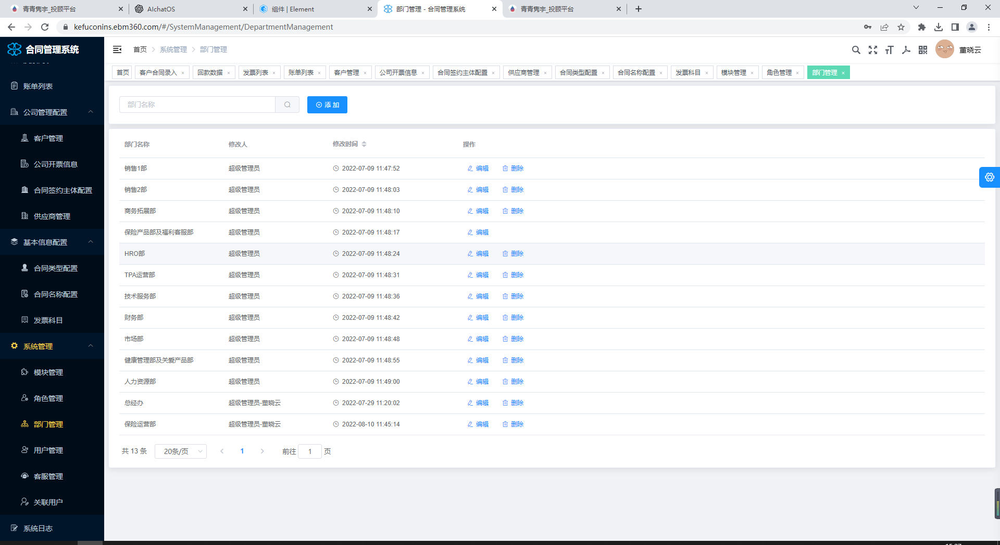 青青隽宇_投顾平台
AIchatOS
组件 | Element
部门管理 - 合同管理系统
青青隽宇_投顾平台
kefuconins.ebm360.com/#/SystemManagement/DepartmentManagement
合同管理系统
首页 系统管理 部门管理
董晓云
首页 客户合同录入 回款数据 发票列表 账单列表 客户管理 公司开票信息 合同签约主体配置 供应商管理 合同类型配置 合同名称配置 发票科目 模块管理 角色管理 部门管理
账单列表
公司管理配置
客户管理
公司开票信息
合同签约主体配置
供应商管理
基本信息配置
合同类型配置
合同名称配置
发票科目
系统管理
模块管理
角色管理
部门管理
用户管理
客服管理
关联用户
系统日志
部门名称
添加
部门名称 修改人 修改时间 操作
销售1部 超级管理员 2022-07-09 11:47:52 编辑 删除
销售2部 超级管理员 2022-07-09 11:48:03 编辑 删除
商务拓展部 超级管理员 2022-07-09 11:48:10 编辑 删除
保险产品部及福利客服部 超级管理员 2022-07-09 11:48:17 编辑
HRO部 超级管理员 2022-07-09 11:48:24 编辑 删除
TPA运营部 超级管理员 2022-07-09 11:48:31 编辑 删除
技术服务部 超级管理员 2022-07-09 11:48:36 编辑 删除
财务部 超级管理员 2022-07-09 11:48:42 编辑 删除
市场部 超级管理员 2022-07-09 11:48:48 编辑 删除
健康管理部及关爱产品部 超级管理员 2022-07-09 11:48:55 编辑 删除
人力资源部 超级管理员 2022-07-09 11:49:00 编辑 删除
总经办 超级管理员-董晓云 2022-07-29 11:20:02 编辑 删除
保险运营部 超级管理员-董晓云 2022-08-10 11:45:14 编辑 删除
共 13 条 20条/页 1 前往 1 页